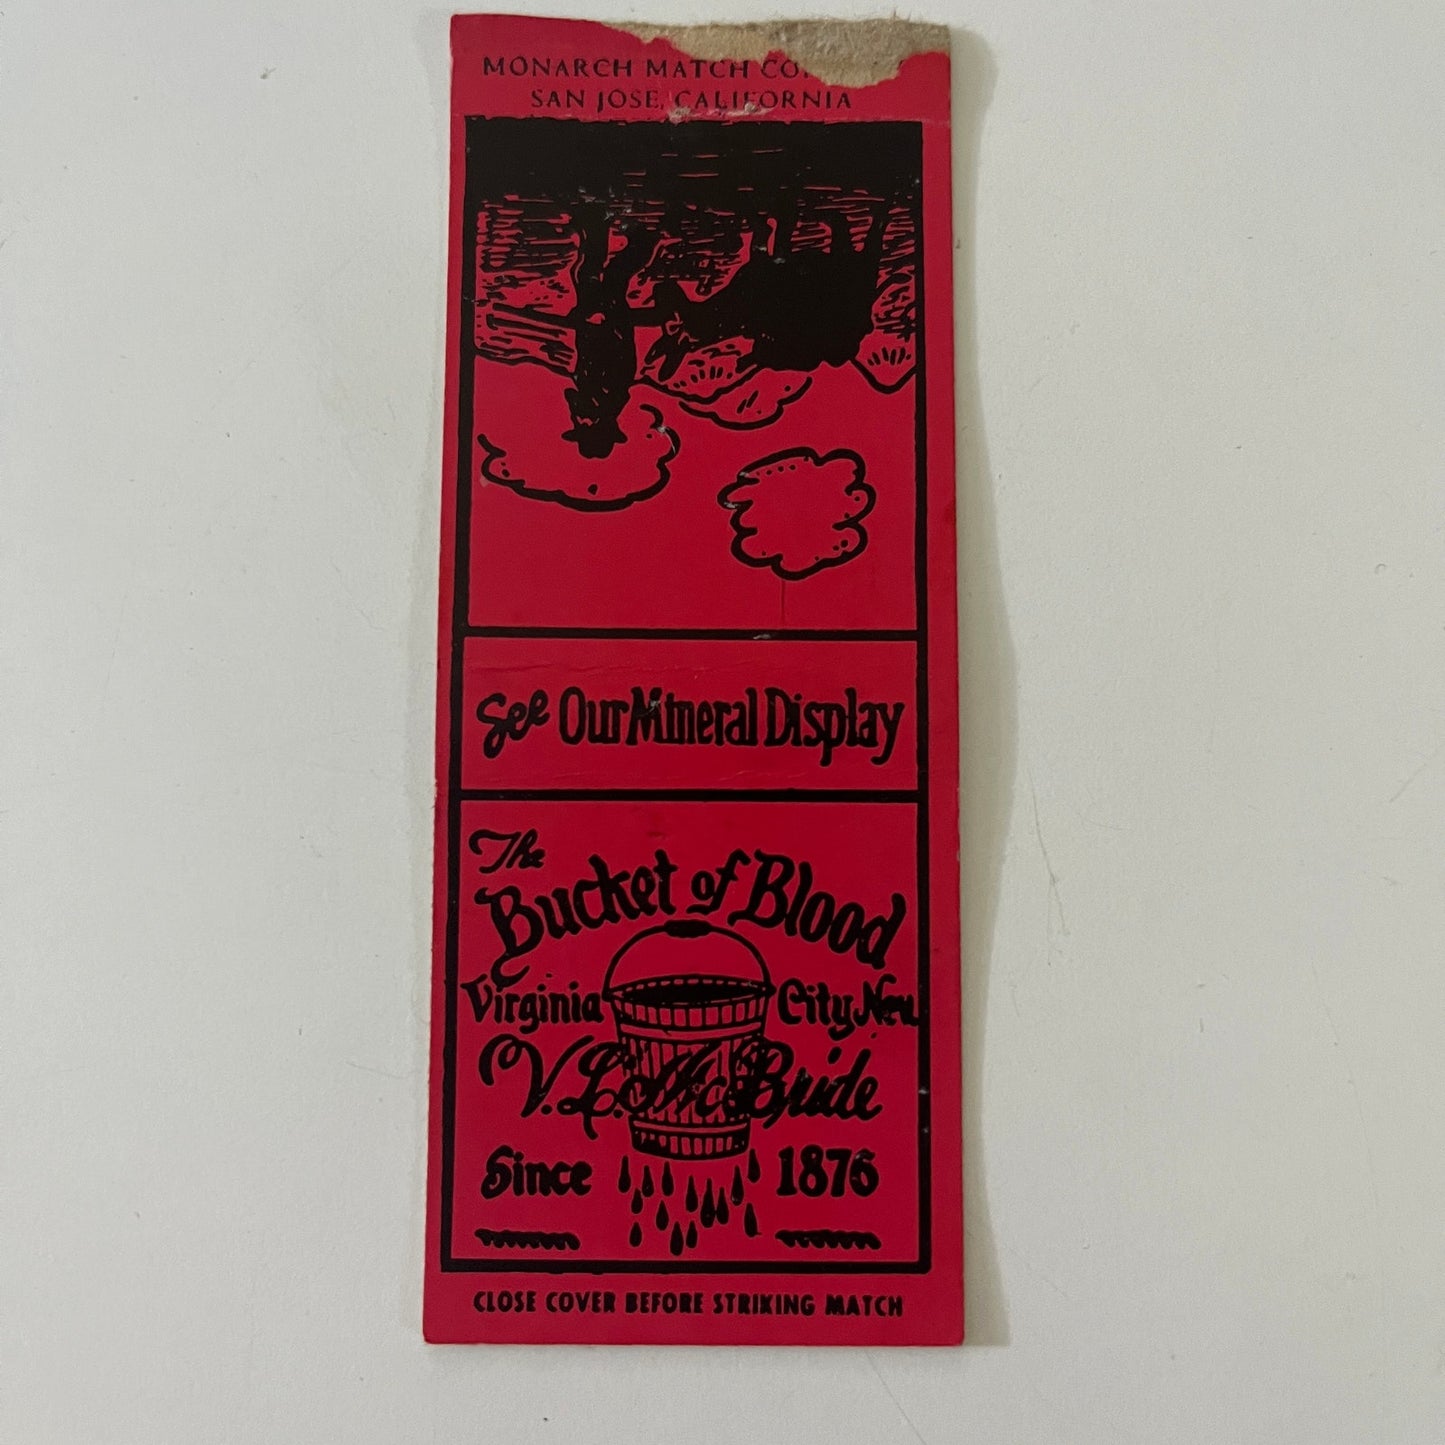 MONARCH MATCH
SAN JOSE, CALIFORNIA
See Our Mineral Display
The
Bucket of Blood
Virginia City Nev.
V. L. McBride
Since 1876
CLOSE COVER BEFORE STRIKING MATCH